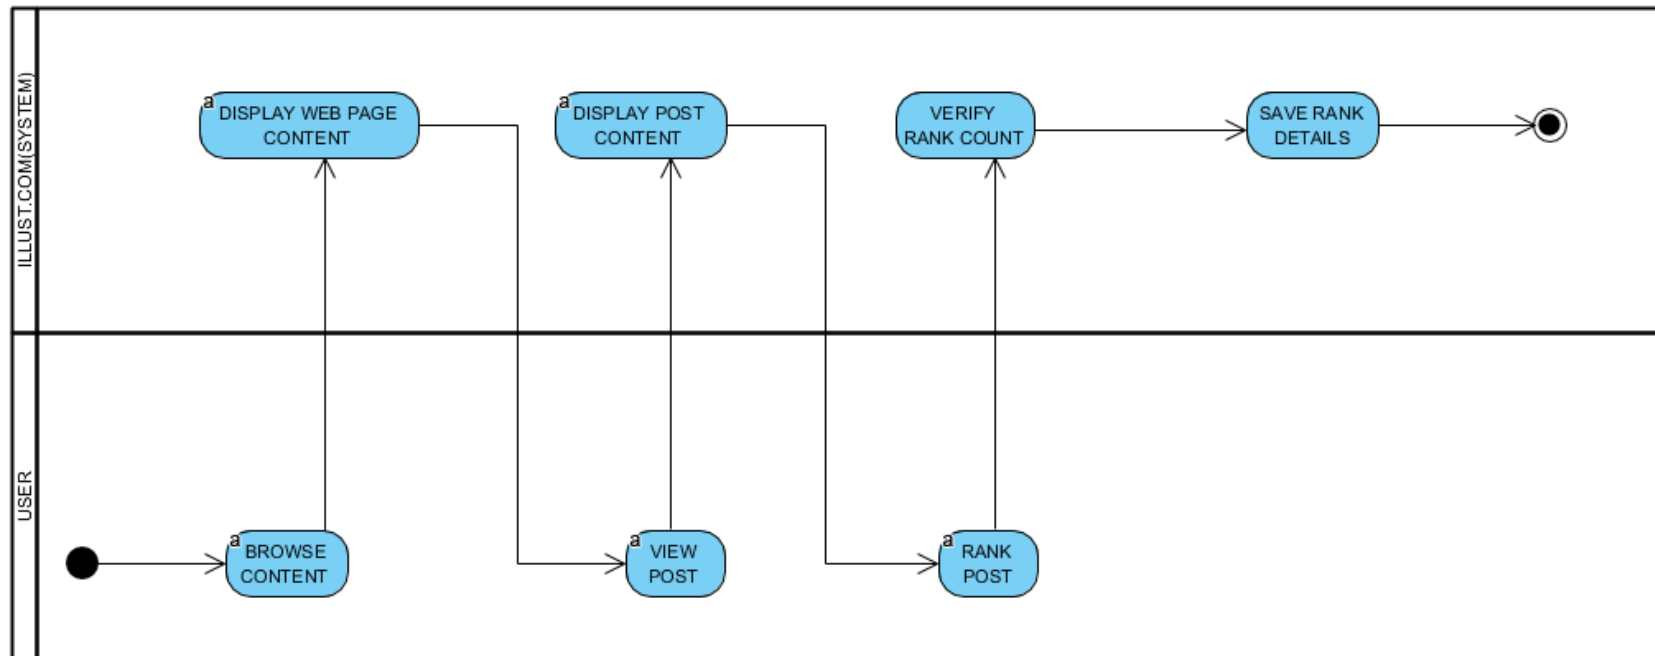 ILLUST.COM(SYSTEM)
a
DISPLAY WEB PAGE
CONTENT
a
DISPLAY POST
CONTENT
VERIFY
RANK COUNT
SAVE RANK
DETAILS
USER
a
BROWSE
CONTENT
a
VIEW
POST
a
RANK
POST